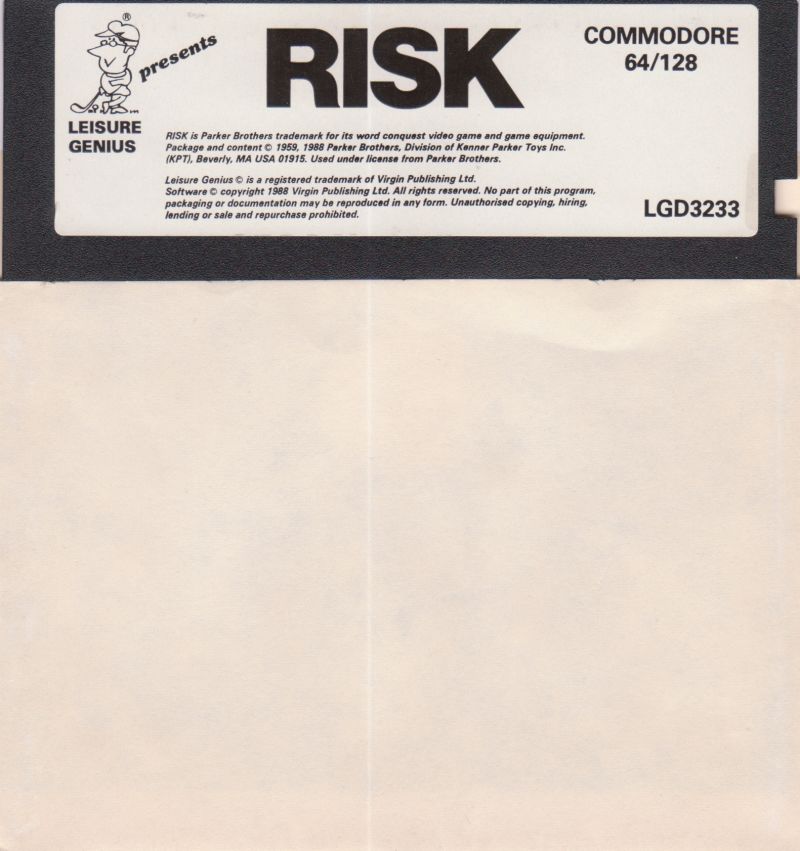 ®
presents
LEISURE
GENIUS
RISK
COMMODORE
64/128
RISK is Parker Brothers trademark for its word conquest video game and game equipment.
Package and content © 1959, 1988 Parker Brothers, Division of Kenner Parker Toys Inc.
(KPT), Beverly, MA USA 01915. Used under license from Parker Brothers.
Leisure Genius © is a registered trademark of Virgin Publishing Ltd.
Software © copyright 1988 Virgin Publishing Ltd. All rights reserved. No part of this program,
packaging or documentation may be reproduced in any form. Unauthorised copying, hiring,
lending or sale and repurchase prohibited.
LGD3233